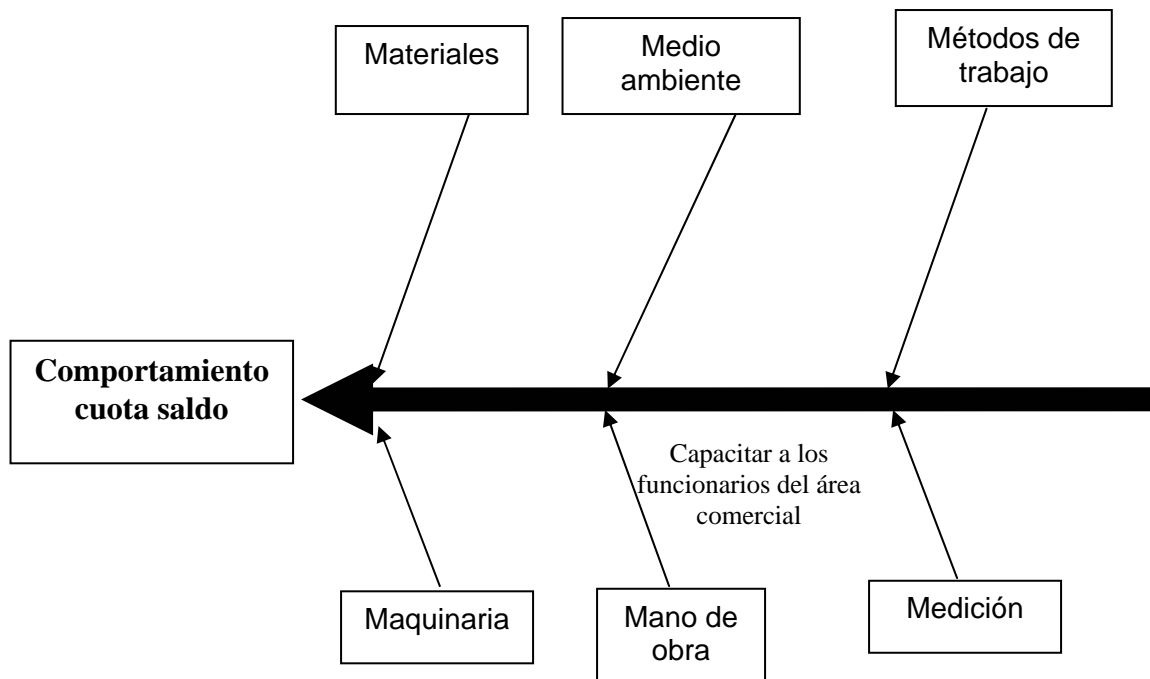 Materiales
Medio
ambiente
Métodos de
trabajo
Comportamiento
cuota saldo
Capacitar a los
funcionarios del área
comercial
Maquinaria
Mano de
obra
Medición